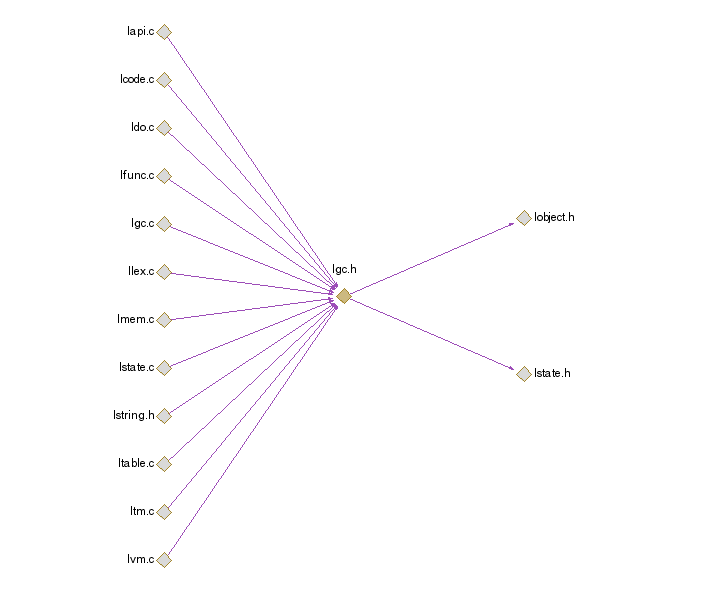 lapi.c
lcode.c
ldo.c
lfunc.c
lgc.c
llex.c
lmem.c
lstate.c
lstring.h
ltable.c
ltm.c
lvm.c
lgc.h
lobject.h
lstate.h